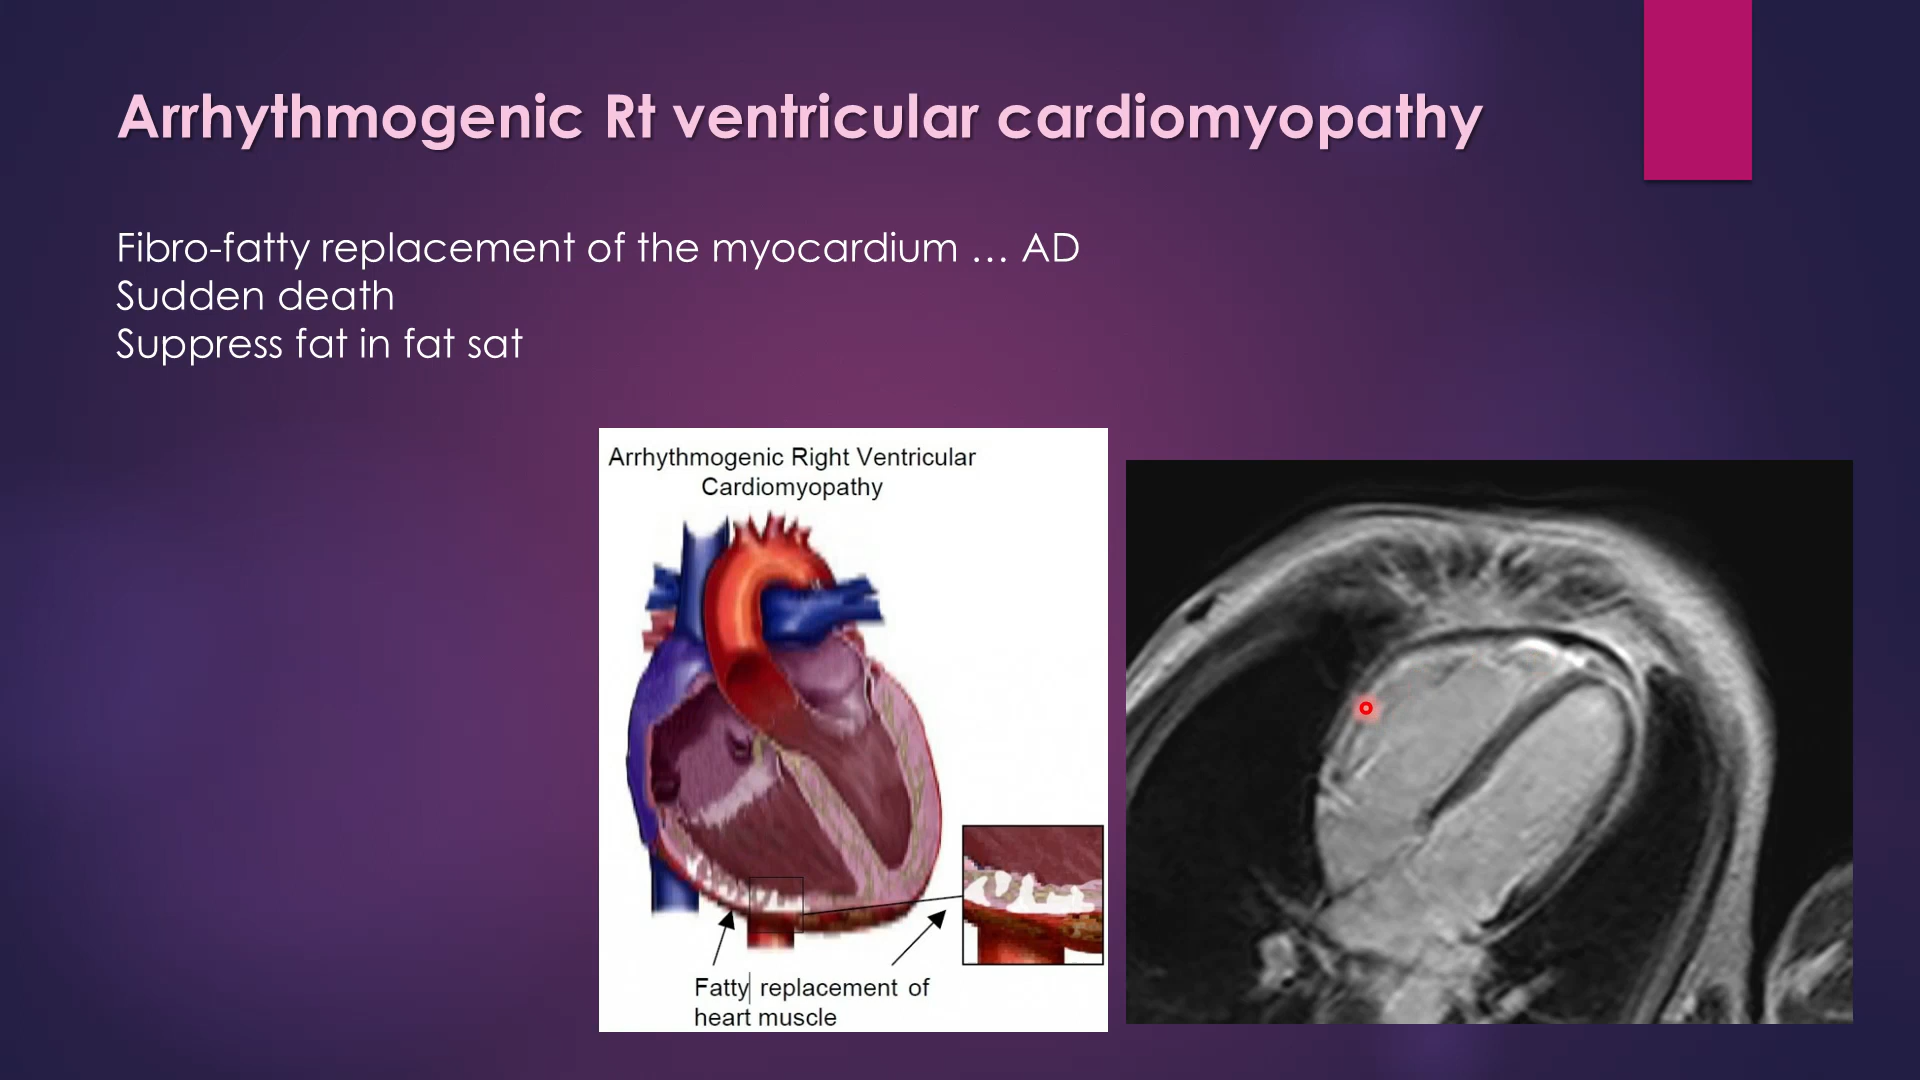 Arrhythmogenic Rt ventricular cardiomyopathy
Fibro-fatty replacement of the myocardium … AD
Sudden death
Suppress fat in fat sat
Arrhythmogenic Right Ventricular
Cardiomyopathy
Fatty replacement of
heart muscle